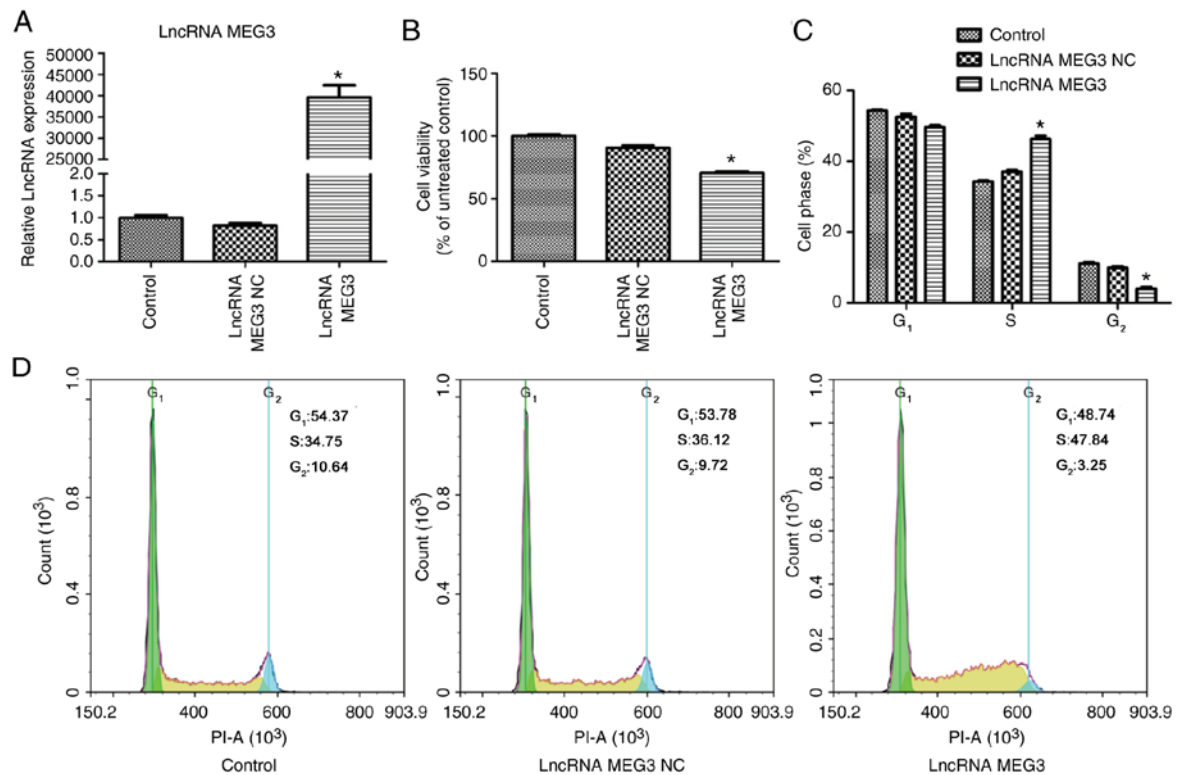 A
LncRNA MEG3
Relative LncRNA expression
50000
45000
40000
35000
30000
25000
2.0
1.5
1.0
0.5
0.0
*
Control
LncRNA
MEG3 NC
LncRNA
MEG3
B
Cell viability
(% of untreated control)
150
100
50
0
*
Control
LncRNA
MEG3 NC
LncRNA
MEG3
C
Control
LncRNA MEG3 NC
LncRNA MEG3
Cell phase (%)
60
40
20
0
*
*
G₁
S
G₂
D
Count (10³)
1.0
0.8
0.4
0
G₁
G₂
G₁:54.37
S:34.75
G₂:10.64
150.2 400 600 800 903.9
PI-A (10³)
Control
Count (10³)
1.0
0.8
0.4
0
G₁
G₂
G₁:53.78
S:36.12
G₂:9.72
150.2 400 600 800 903.9
PI-A (10³)
LncRNA MEG3 NC
Count (10³)
1.0
1
0.8
0.6
0.4
0.2
0
G₁
G₂
G₁:48.74
S:47.84
G₂:3.25
150.2 400 600 800 903.9
PI-A (10³)
LncRNA MEG3